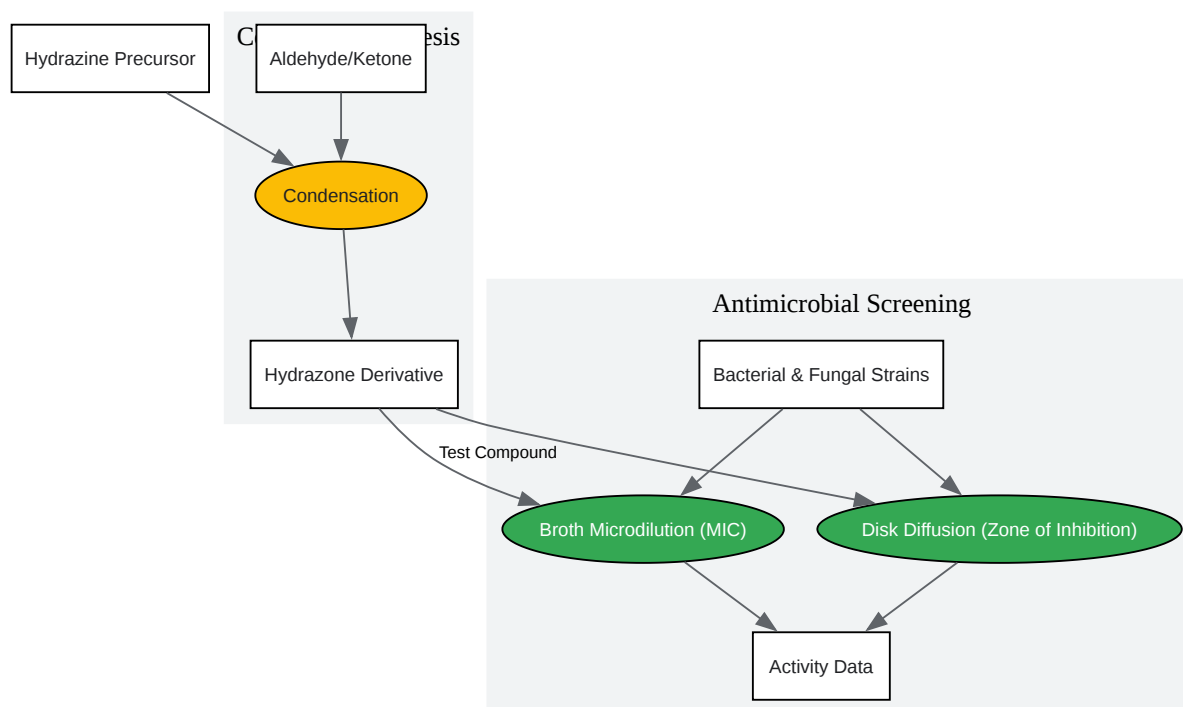 Hydrazine Precursor
Aldehyde/Ketone
Condensation
Hydrazone Derivative
Antimicrobial Screening
Bacterial & Fungal Strains
Test Compound
Broth Microdilution (MIC)
Disk Diffusion (Zone of Inhibition)
Activity Data